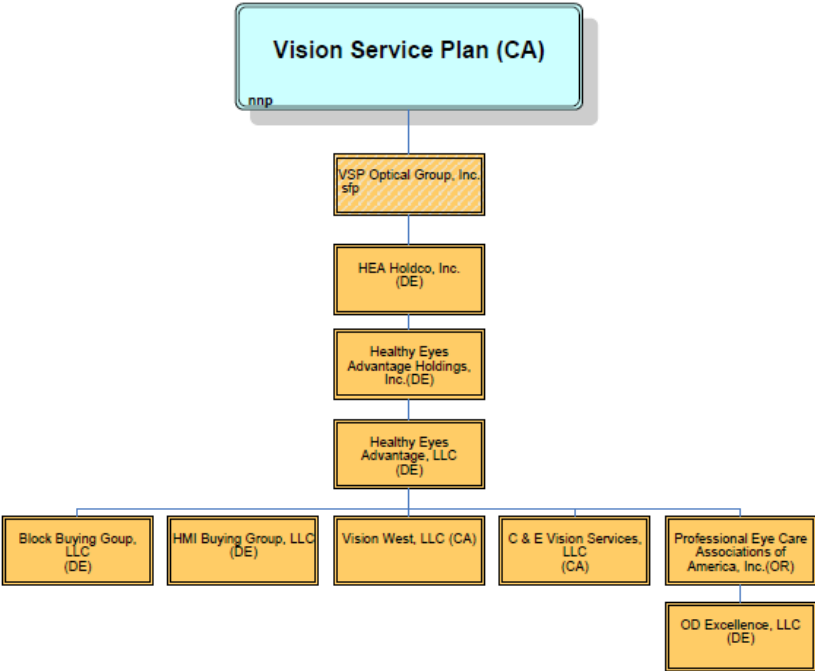 Vision Service Plan (CA)
nnp
VSP Optical Group, Inc.
sfp
HEA Holdco, Inc.
(DE)
Healthy Eyes
Advantage Holdings,
Inc.(DE)
Healthy Eyes
Advantage, LLC
(DE)
Block Buying Goup,
LLC
(DE)
HMI Buying Group, LLC
(DE)
Vision West, LLC (CA)
C & E Vision Services,
LLC
(CA)
Professional Eye Care
Associations of
America, Inc.(OR)
OD Excellence, LLC
(DE)